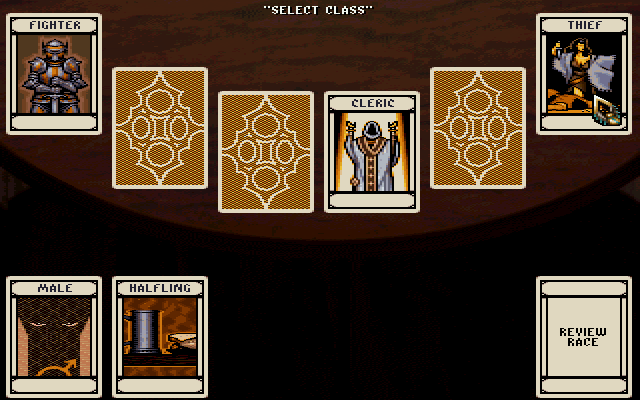 "SELECT CLASS"
FIGHTER
THIEF
CLERIC
MALE
HALFLING
REVIEW
RACE